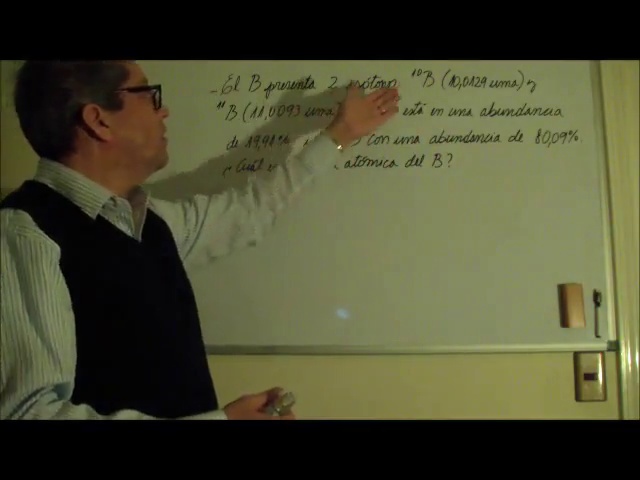 - El B presenta 2 isótopos ¹⁰B (10,0129 uma) y
¹¹B (11,0093 uma) está en una abundancia
de 19,91% con una abundancia de 80,09%.
¿Cuál atómica del B?